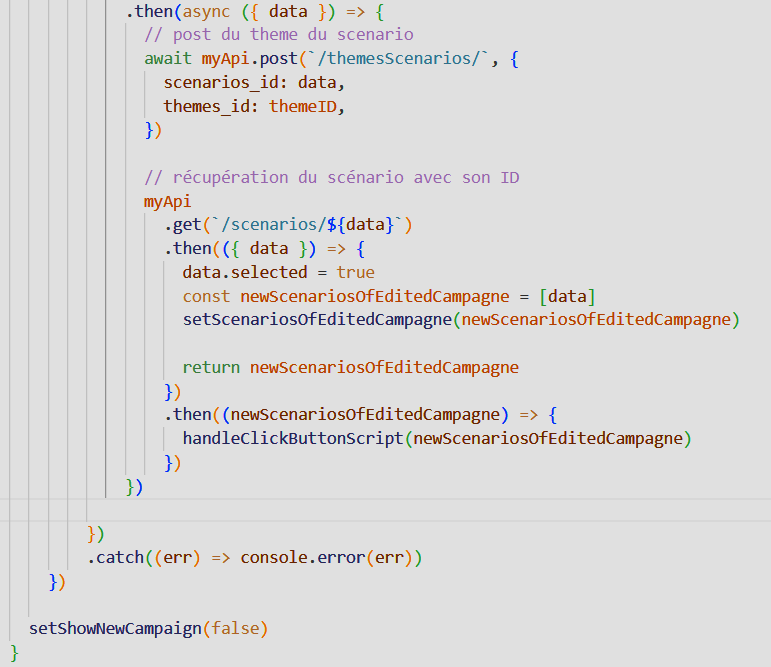 .then(async ({ data }) => {
// post du theme du scenario
await myApi.post(`/themesScenarios/`, {
scenarios_id: data,
themes_id: themeID,
})
// récupération du scénario avec son ID
myApi
.get(`/scenarios/${data}`)
.then(({ data }) => {
data.selected = true
const newScenariosOfEditedCampagne = [data]
setScenariosOfEditedCampagne(newScenariosOfEditedCampagne)
return newScenariosOfEditedCampagne
})
.then((newScenariosOfEditedCampagne) => {
handleClickButtonScript(newScenariosOfEditedCampagne)
})
})
})
.catch((err) => console.error(err))
})
setShowNewCampaign(false)
}